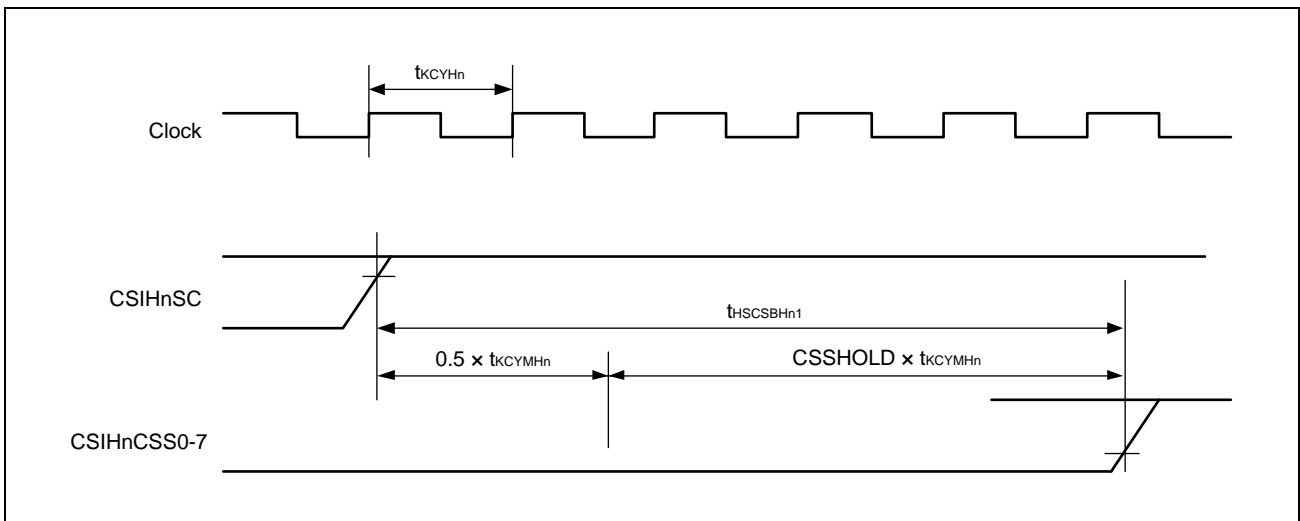 tKCYHn
Clock
CSIHnSC
tHSCSBHn1
0.5 × tKCYMHn
CSSHOLD × tKCYMHn
CSIHnCSS0-7